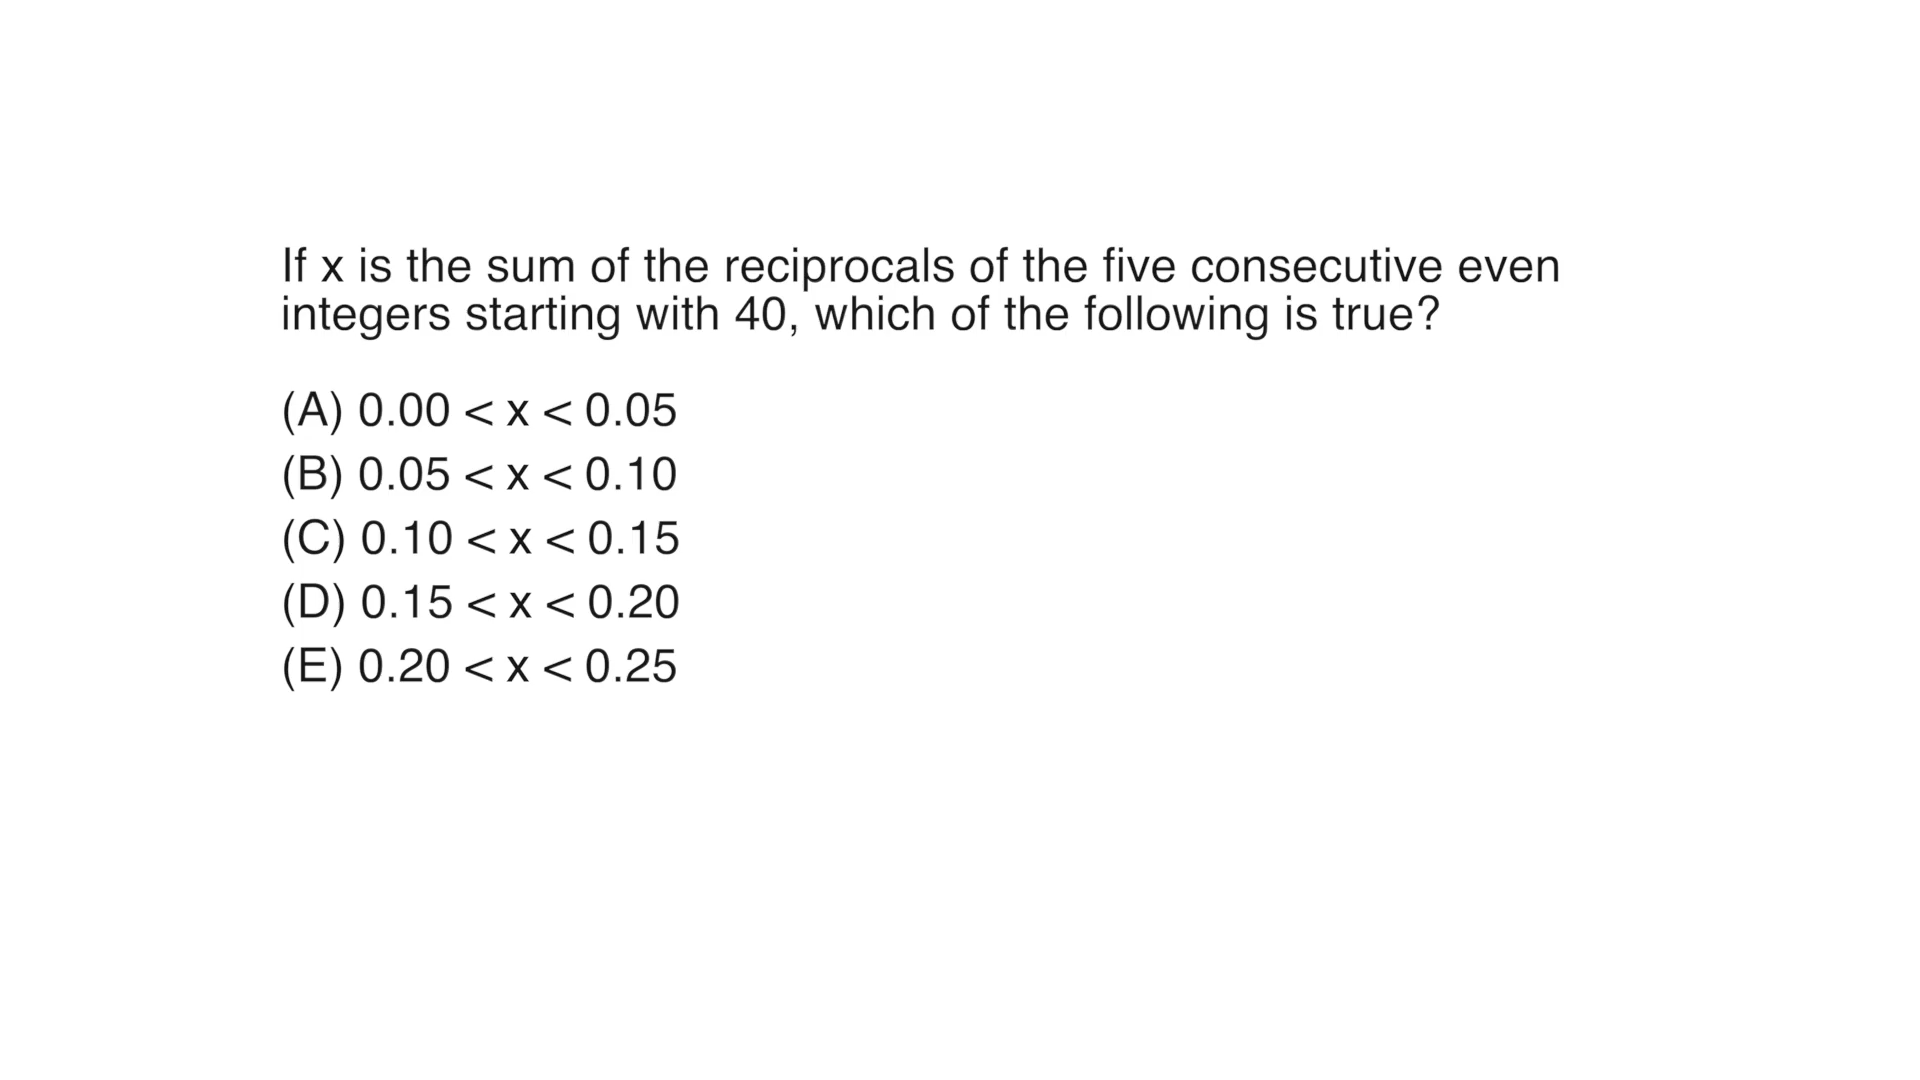 If x is the sum of the reciprocals of the five consecutive even
integers starting with 40, which of the following is true?
(A) 0.00 < x < 0.05
(B) 0.05 < x < 0.10
(C) 0.10 < x < 0.15
(D) 0.15 < x < 0.20
(E) 0.20 < x < 0.25